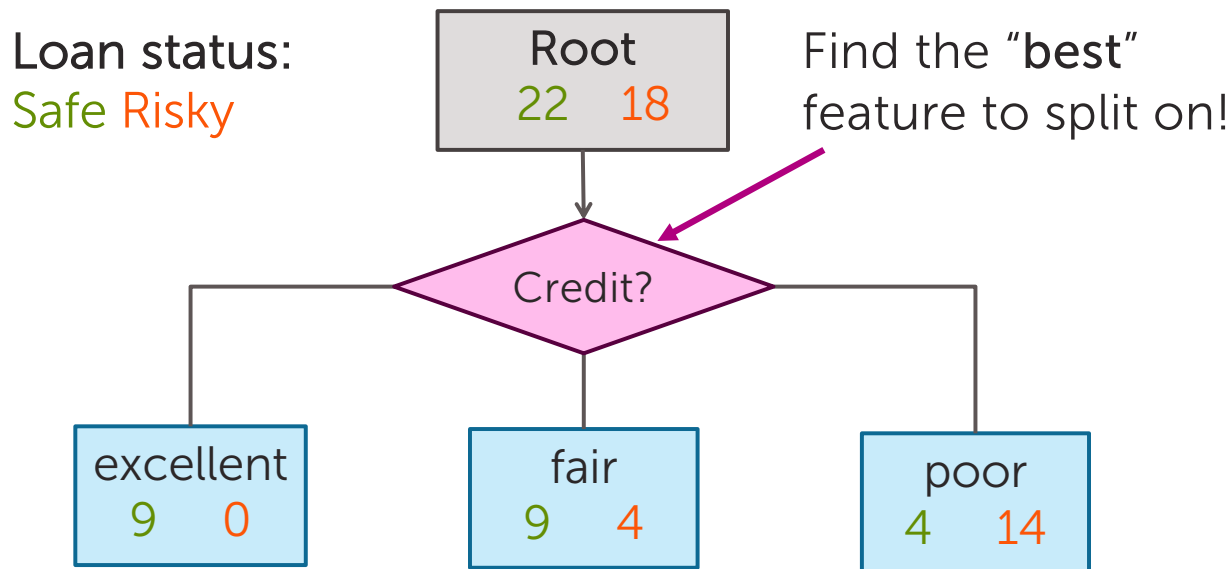 Loan status:
Safe Risky
Root
22 18
Find the “best”
feature to split on!
Credit?
excellent
9 0
fair
9 4
poor
4 14